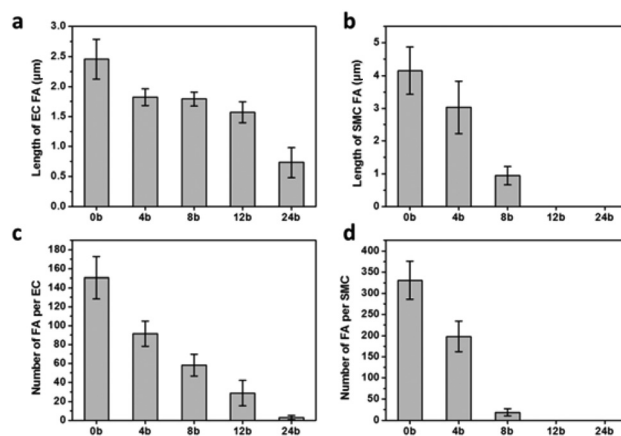 a
Length of EC FA (μm)
3.0
2.5
2.0
1.5
1.0
0.5
0.0
0b 4b 8b 12b 24b
b
Length of SMC FA (μm)
5
4
3
2
1
0
0b 4b 8b 12b 24b
c
Number of FA per EC
180
160
140
120
100
80
60
40
20
0
0b 4b 8b 12b 24b
d
Number of FA per SMC
400
350
300
250
200
150
100
50
0
0b 4b 8b 12b 24b